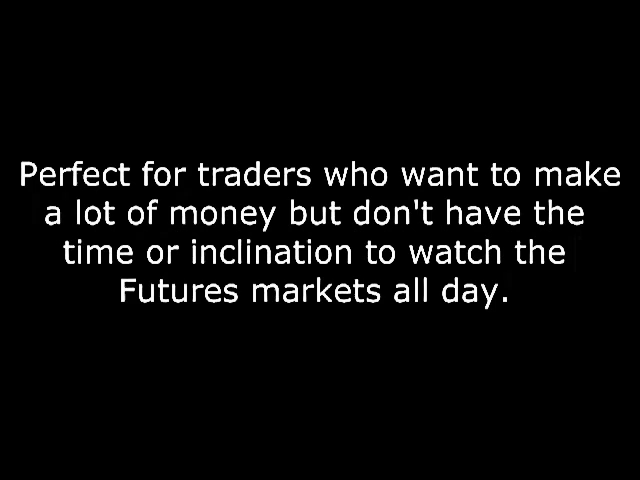 Perfect for traders who want to make
a lot of money but don't have the
time or inclination to watch the
Futures markets all day.